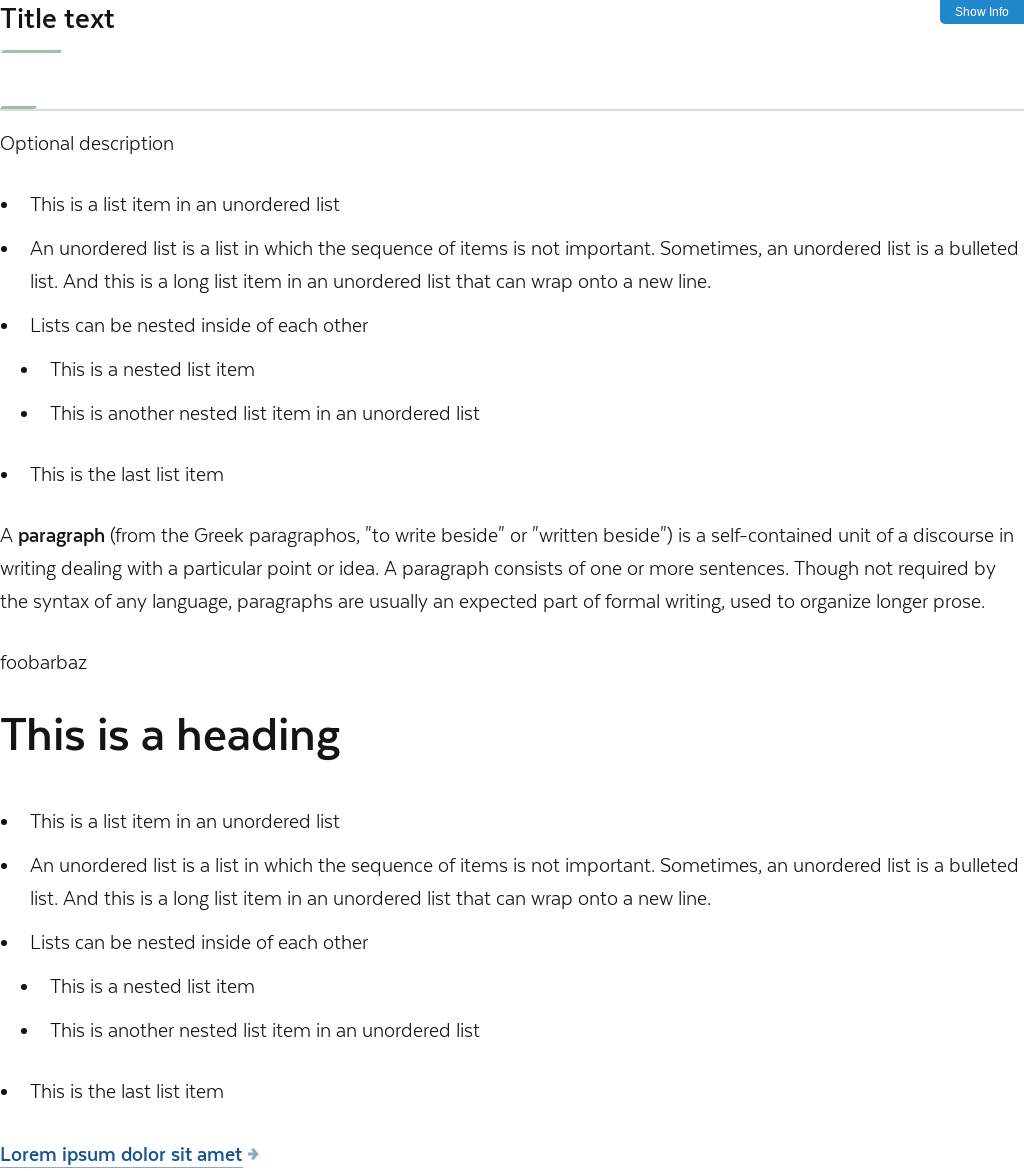 Title text
Show Info
Optional description
This is a list item in an unordered list
An unordered list is a list in which the sequence of items is not important. Sometimes, an unordered list is a bulleted
list. And this is a long list item in an unordered list that can wrap onto a new line.
Lists can be nested inside of each other
This is a nested list item
This is another nested list item in an unordered list
This is the last list item
A paragraph (from the Greek paragraphos, "to write beside" or "written beside") is a self-contained unit of a discourse in
writing dealing with a particular point or idea. A paragraph consists of one or more sentences. Though not required by
the syntax of any language, paragraphs are usually an expected part of formal writing, used to organize longer prose.
foobarbaz
This is a heading
This is a list item in an unordered list
An unordered list is a list in which the sequence of items is not important. Sometimes, an unordered list is a bulleted
list. And this is a long list item in an unordered list that can wrap onto a new line.
Lists can be nested inside of each other
This is a nested list item
This is another nested list item in an unordered list
This is the last list item
Lorem ipsum dolor sit amet